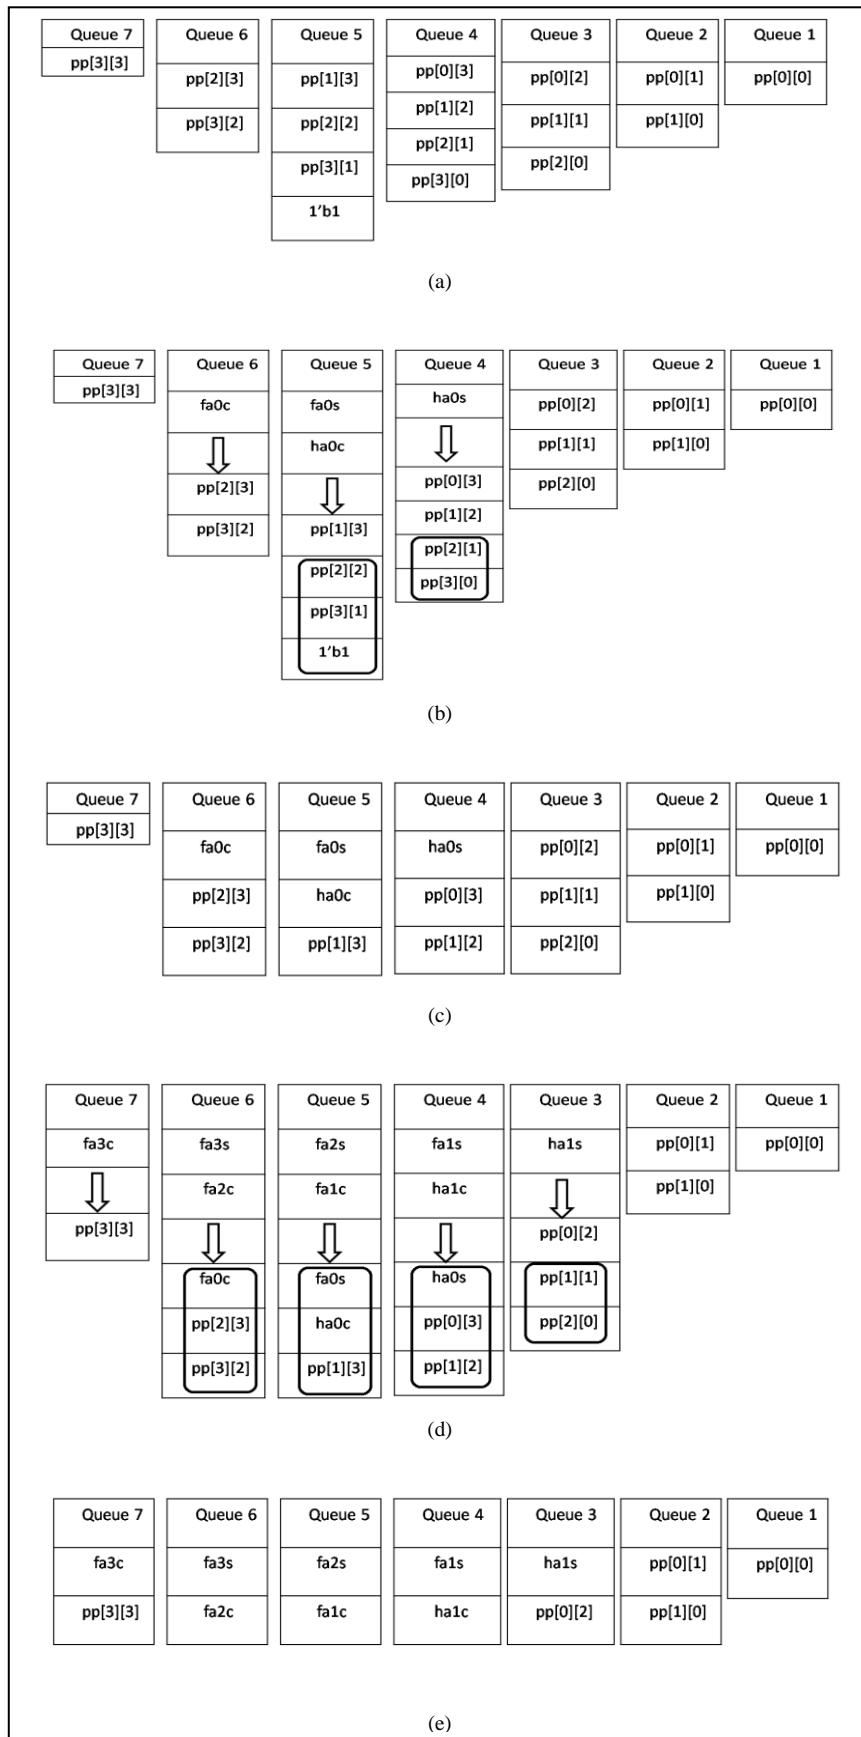 Queue 7 Queue 6 Queue 5 Queue 4 Queue 3 Queue 2 Queue 1
pp[3][3] pp[2][3] pp[1][3] pp[0][3] pp[0][2] pp[0][1] pp[0][0]
pp[3][2] pp[2][2] pp[1][2] pp[1][1] pp[1][0]
pp[3][1] pp[2][1] pp[2][0]
1'b1 pp[3][0]
(a)
Queue 7 Queue 6 Queue 5 Queue 4 Queue 3 Queue 2 Queue 1
pp[3][3] fa0c fa0s ha0s pp[0][2] pp[0][1] pp[0][0]
ha0c pp[1][1] pp[1][0]
pp[2][3] pp[0][3] pp[2][0]
pp[3][2] pp[1][3] pp[1][2]
pp[2][2] pp[2][1]
pp[3][1] pp[3][0]
1'b1
(b)
Queue 7 Queue 6 Queue 5 Queue 4 Queue 3 Queue 2 Queue 1
pp[3][3] fa0c fa0s ha0s pp[0][2] pp[0][1] pp[0][0]
pp[2][3] ha0c pp[0][3] pp[1][1] pp[1][0]
pp[3][2] pp[1][3] pp[1][2] pp[2][0]
(c)
Queue 7 Queue 6 Queue 5 Queue 4 Queue 3 Queue 2 Queue 1
fa3c fa3s fa2s fa1s ha1s pp[0][1] pp[0][0]
fa2c fa1c ha1c pp[1][0]
pp[3][3] pp[0][2]
fa0c fa0s ha0s pp[1][1]
pp[2][3] ha0c pp[0][3] pp[2][0]
pp[3][2] pp[1][3] pp[1][2]
(d)
Queue 7 Queue 6 Queue 5 Queue 4 Queue 3 Queue 2 Queue 1
fa3c fa3s fa2s fa1s ha1s pp[0][1] pp[0][0]
pp[3][3] fa2c fa1c ha1c pp[0][2] pp[1][0]
(e)